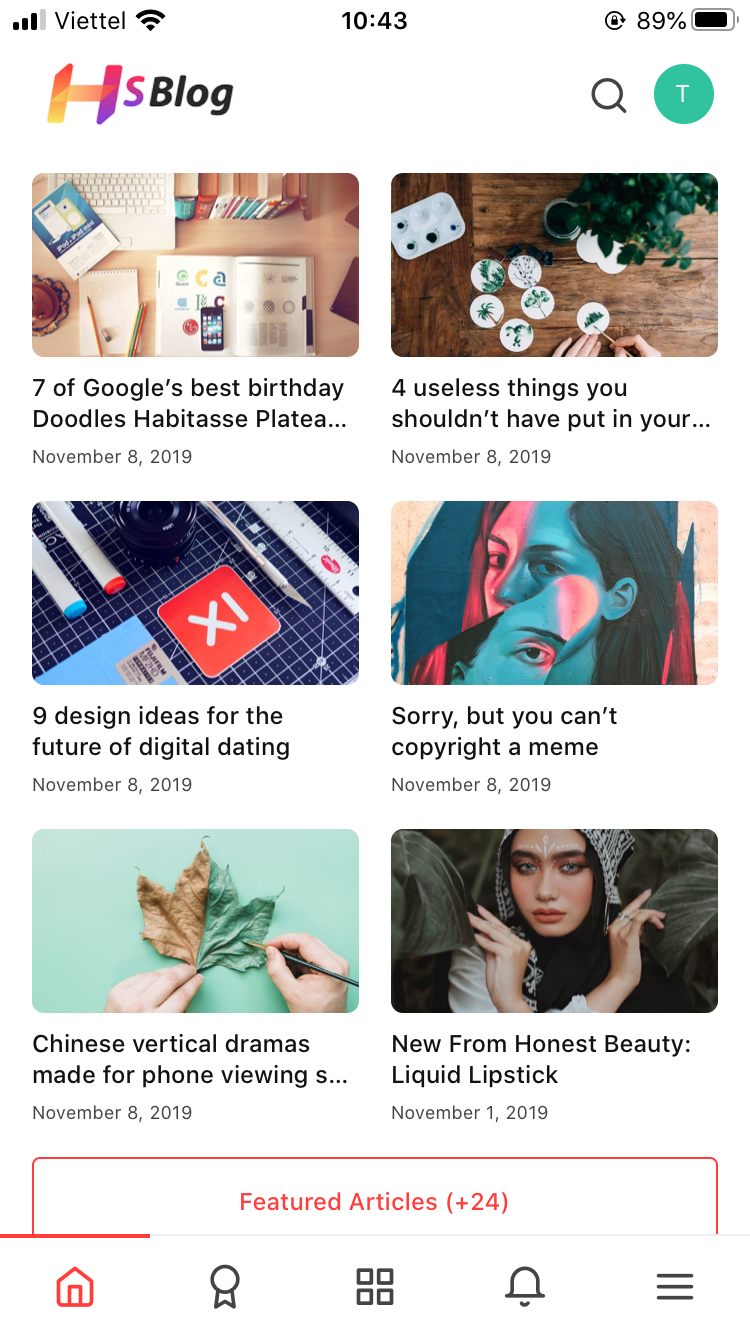 Viettel
10:43
89%
HS Blog
T
7 of Google’s best birthday
Doodles Habitasse Platea...
November 8, 2019
4 useless things you
shouldn’t have put in your...
November 8, 2019
XI
9 design ideas for the
future of digital dating
November 8, 2019
Sorry, but you can’t
copyright a meme
November 8, 2019
Chinese vertical dramas
made for phone viewing s...
November 8, 2019
New From Honest Beauty:
Liquid Lipstick
November 1, 2019
Featured Articles (+24)